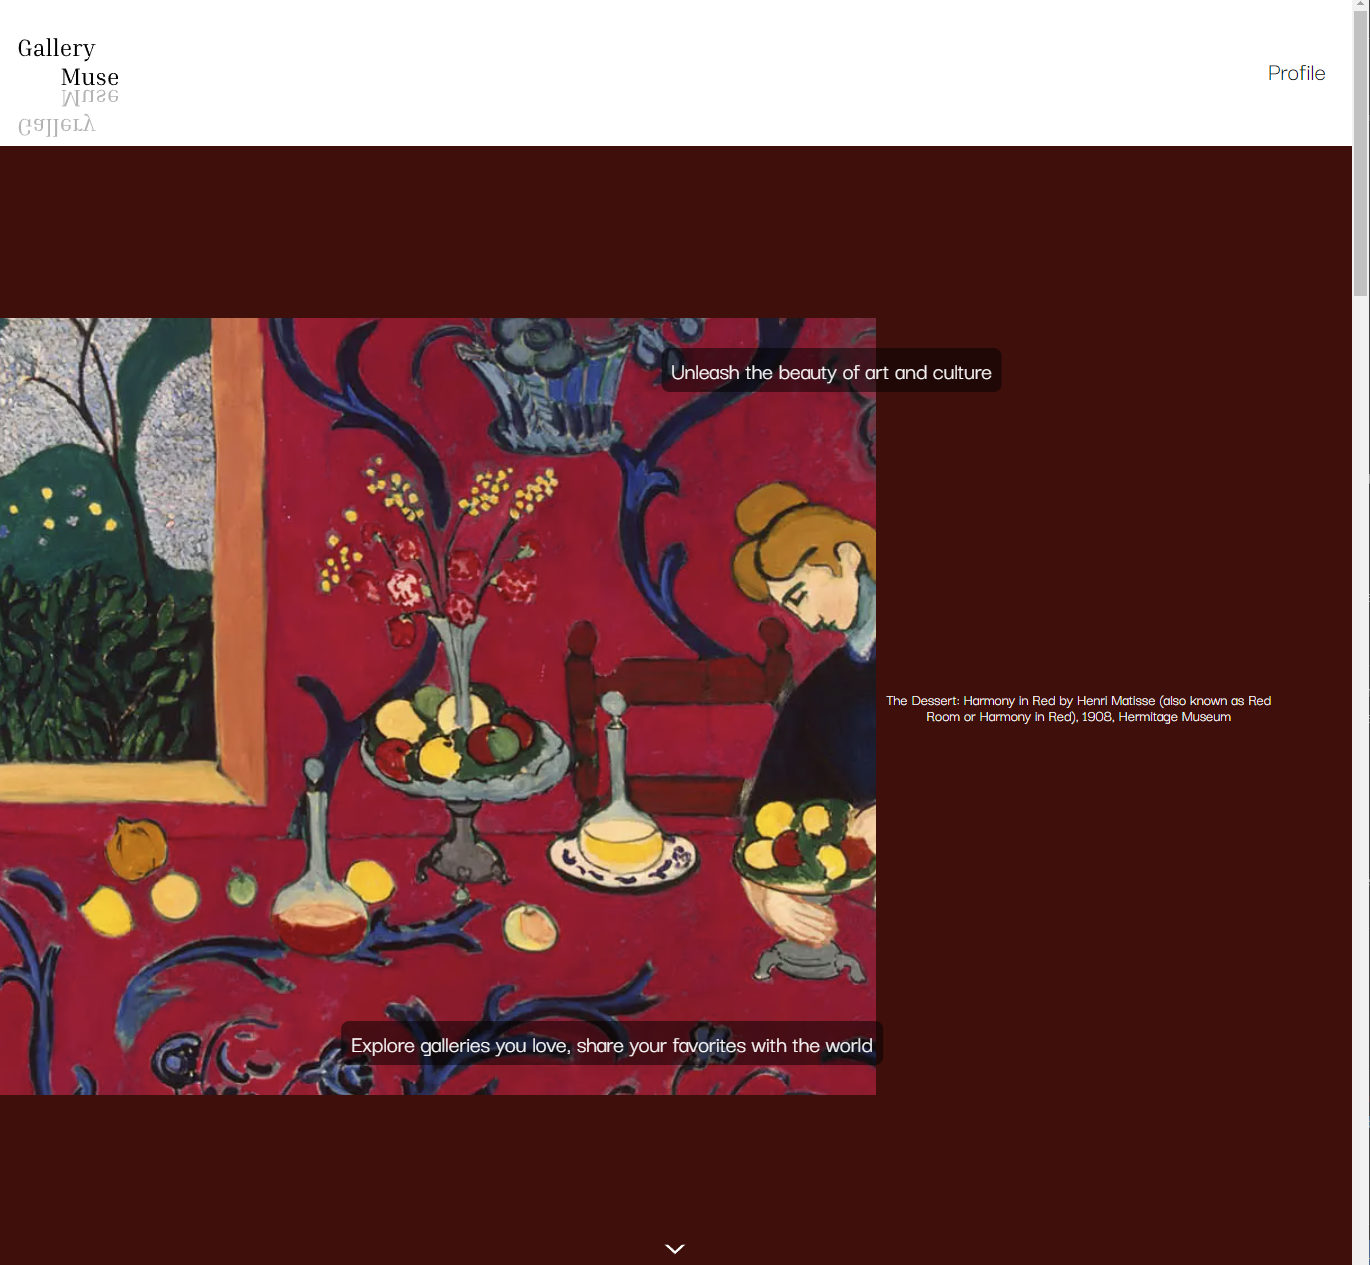 Gallery
Muse
Muse
Gallery
Profile
Unleash the beauty of art and culture
The Dessert: Harmony in Red by Henri Matisse (also known as Red
Room or Harmony in Red), 1908, Hermitage Museum
Explore galleries you love, share your favorites with the world